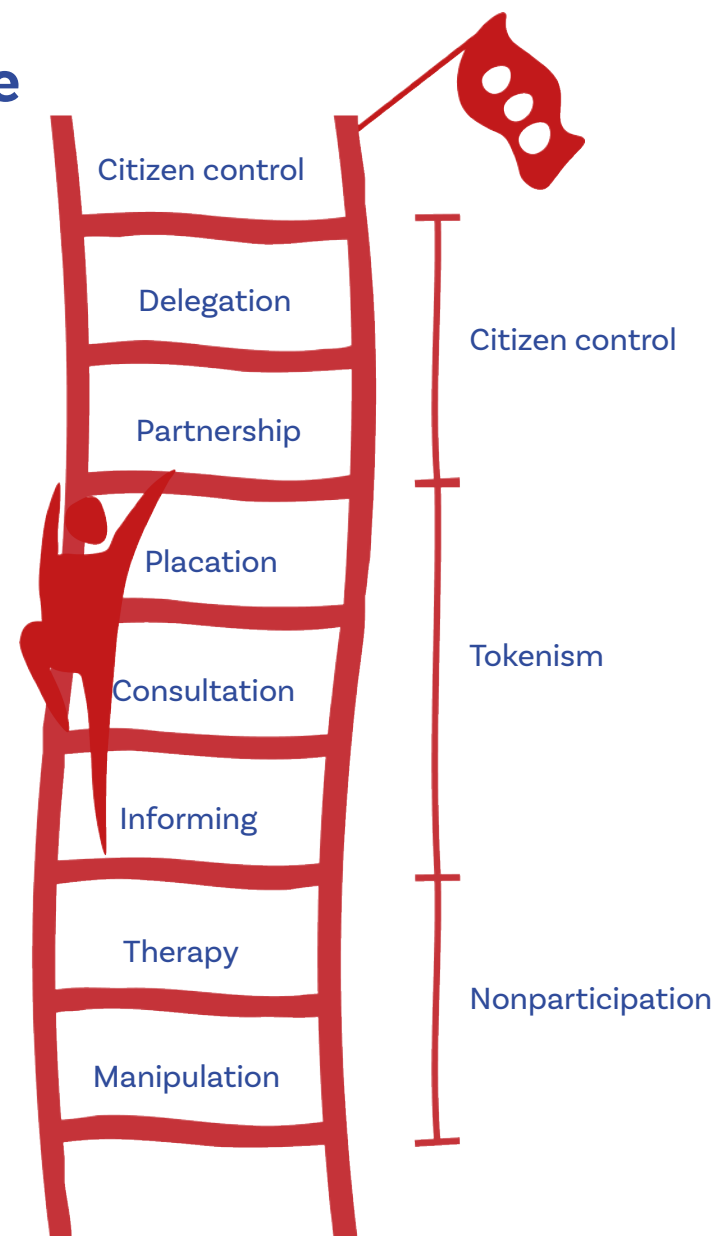 e
Citizen control
Delegation
Citizen control
Partnership
Placation
Tokenism
Consultation
Informing
Therapy
Nonparticipation
Manipulation